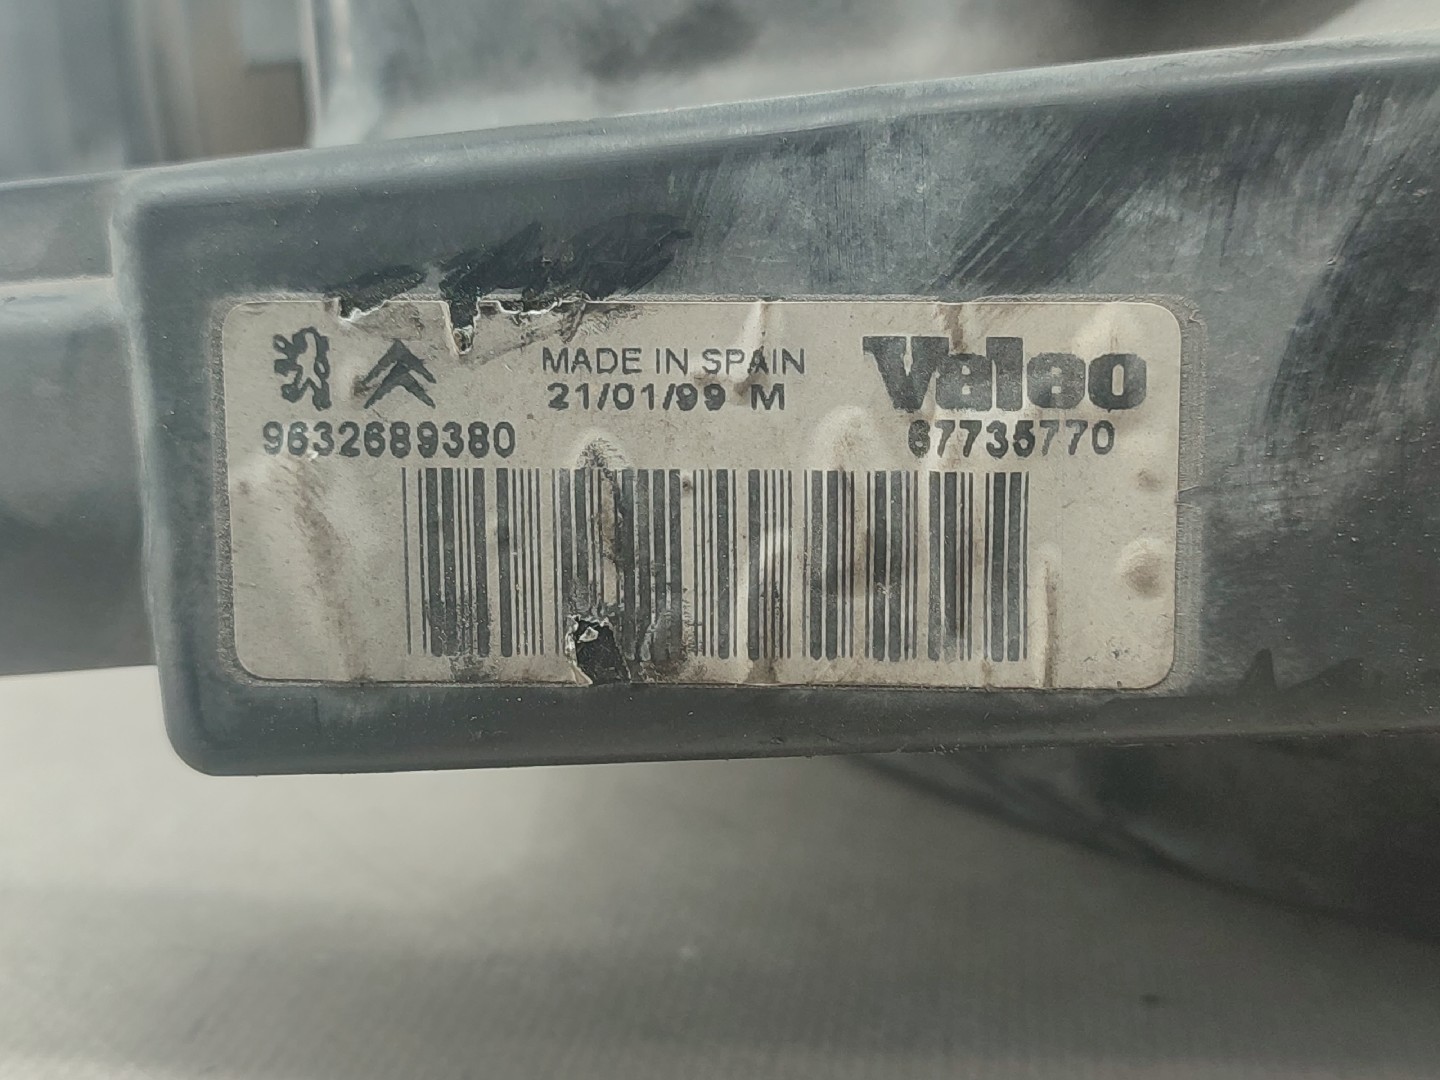 MADE IN SPAIN
21/01/99 M
Valeo
9632689380
67735770